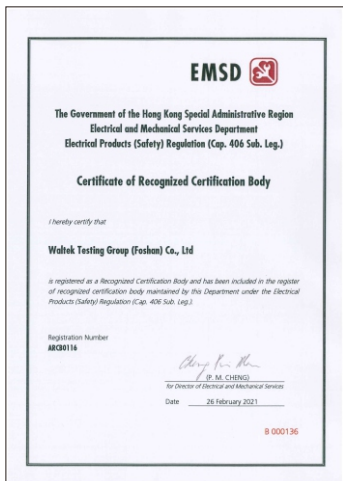 EMSD
The Government of the Hong Kong Special Administrative Region
Electrical and Mechanical Services Department
Electrical Products (Safety) Regulation (Cap. 406 Sub. Leg.)
Certificate of Recognized Certification Body
I hereby certify that
Waltek Testing Group (Foshan) Co., Ltd
is registered as a Recognized Certification Body and has been included in the register
of recognized certification body maintained by this Department under the Electrical
Products (Safety) Regulation (Cap. 406 Sub. Leg.).
Registration Number
ARCB0116
(P. M. CHENG)
for Director of Electrical and Mechanical Services
Date 26 February 2021
B 000136